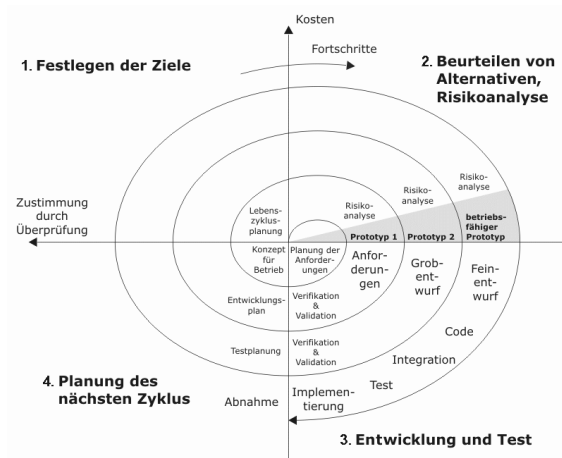 Kosten
Fortschritte
1. Festlegen der Ziele
2. Beurteilen von
Alternativen,
Risikoanalyse
Risiko-
analyse
Risiko-
analyse
Risiko-
analyse
Zustimmung
durch
Überprüfung
Lebens-
zyklus-
planung
Prototyp 1
Prototyp 2
betriebs-
fähiger
Prototyp
Konzept
für
Betrieb
Planung der
Anforder-
ungen
Anfor-
derun-
gen
Grob-
ent-
wurf
Fein-
ent-
wurf
Entwicklungs-
plan
Verifikation
&
Validation
Code
Testplanung
Verifikation
&
Validation
Integration
4. Planung des
nächsten Zyklus
Test
Abnahme
Implemen-
tierung
3. Entwicklung und Test